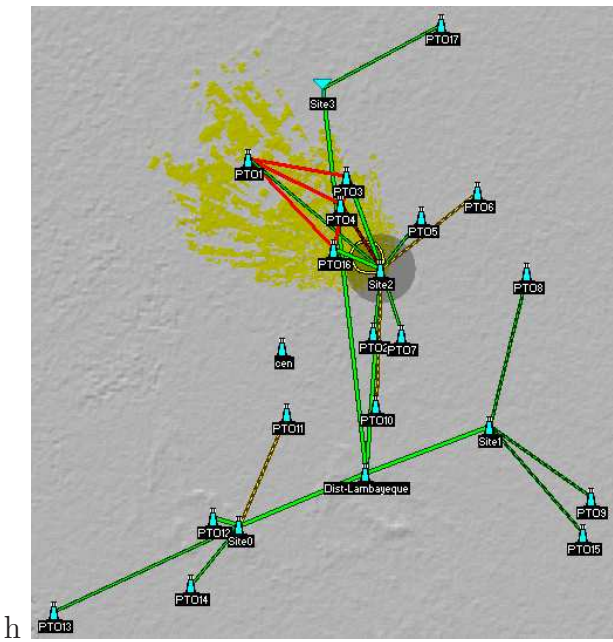 PTO17
Site3
PTO1
PTO3
PTO6
PTO4
PTO5
PTO16
Site2
PTO8
PTO2
PTO7
cen
PTO10
PTO11
Site1
Dist-Lambayeque
PTO9
PTO12
Site0
PTO15
PTO14
PTO13
h